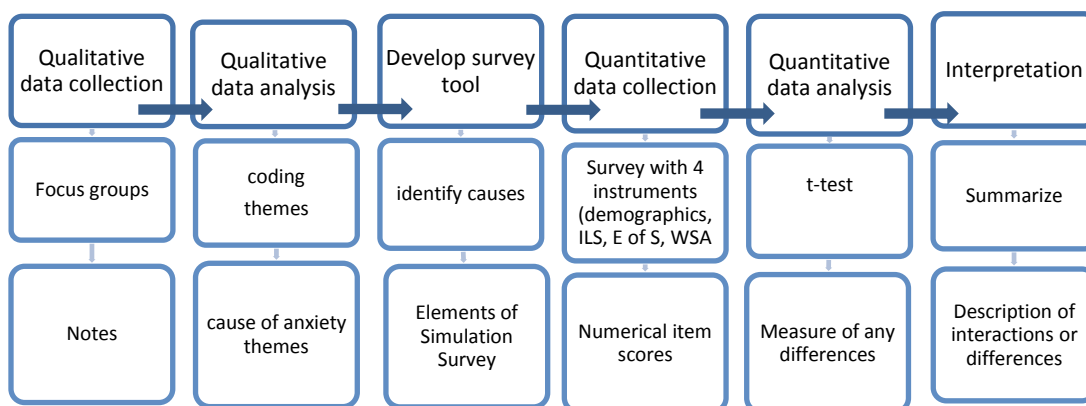 Qualitative
data collection
Qualitative
data analysis
Develop survey
tool
Quantitative
data collection
Quantitative
data analysis
Interpretation
Focus groups
coding
themes
identify causes
Survey with 4
instruments
(demographics,
ILS, E of S, WSA
t-test
Summarize
Notes
cause of anxiety
themes
Elements of
Simulation
Survey
Numerical item
scores
Measure of any
differences
Description of
interactions or
differences